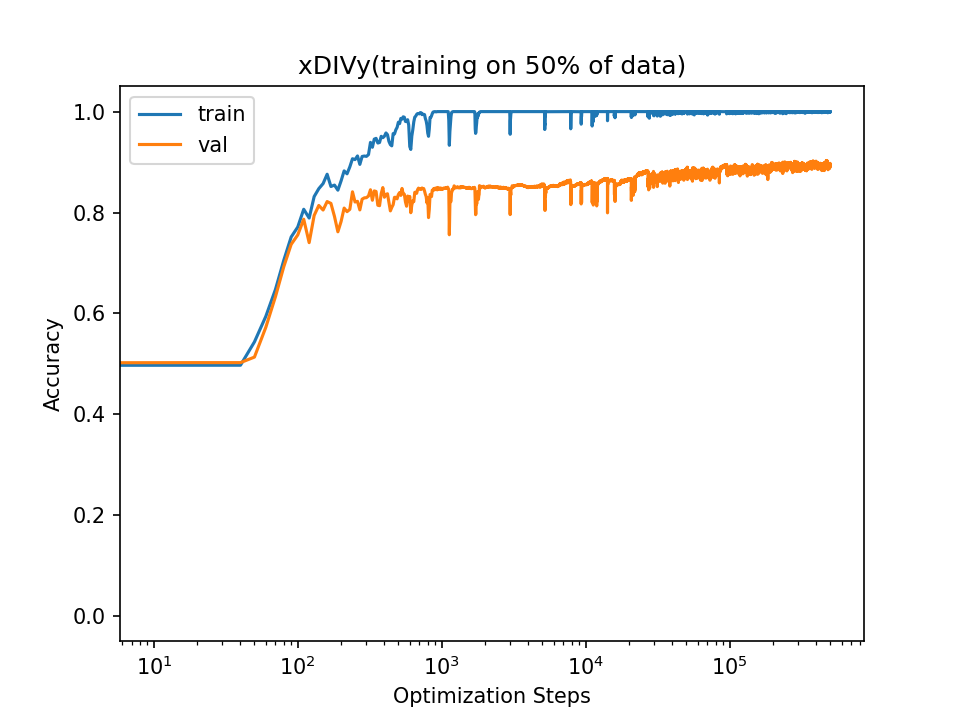 xDIVy(training on 50% of data)
train
val
1.0
0.8
0.6
0.4
0.2
0.0
Accuracy
10¹ 10² 10³ 10⁴ 10⁵
Optimization Steps